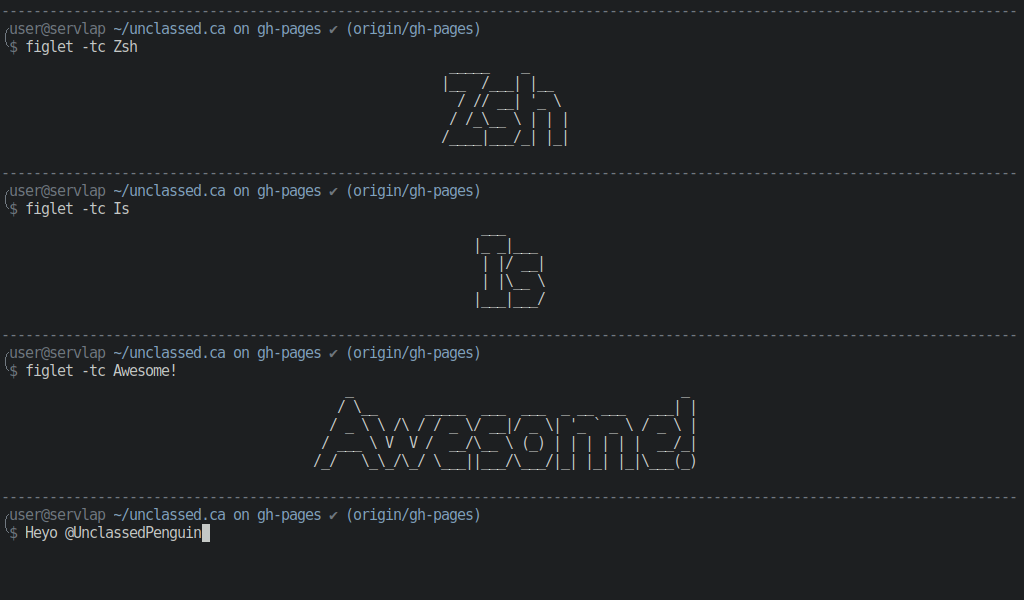 --------------------------------------------------------------------------------------------------------------------------------
╭user@servlap ~/unclassed.ca on gh-pages ✔ (origin/gh-pages)
╰$ figlet -tc Zsh
Zsh
--------------------------------------------------------------------------------------------------------------------------------
╭user@servlap ~/unclassed.ca on gh-pages ✔ (origin/gh-pages)
╰$ figlet -tc Is
Is
--------------------------------------------------------------------------------------------------------------------------------
╭user@servlap ~/unclassed.ca on gh-pages ✔ (origin/gh-pages)
╰$ figlet -tc Awesome!
Awesome!
--------------------------------------------------------------------------------------------------------------------------------
╭user@servlap ~/unclassed.ca on gh-pages ✔ (origin/gh-pages)
╰$ Heyo @UnclassedPenguin